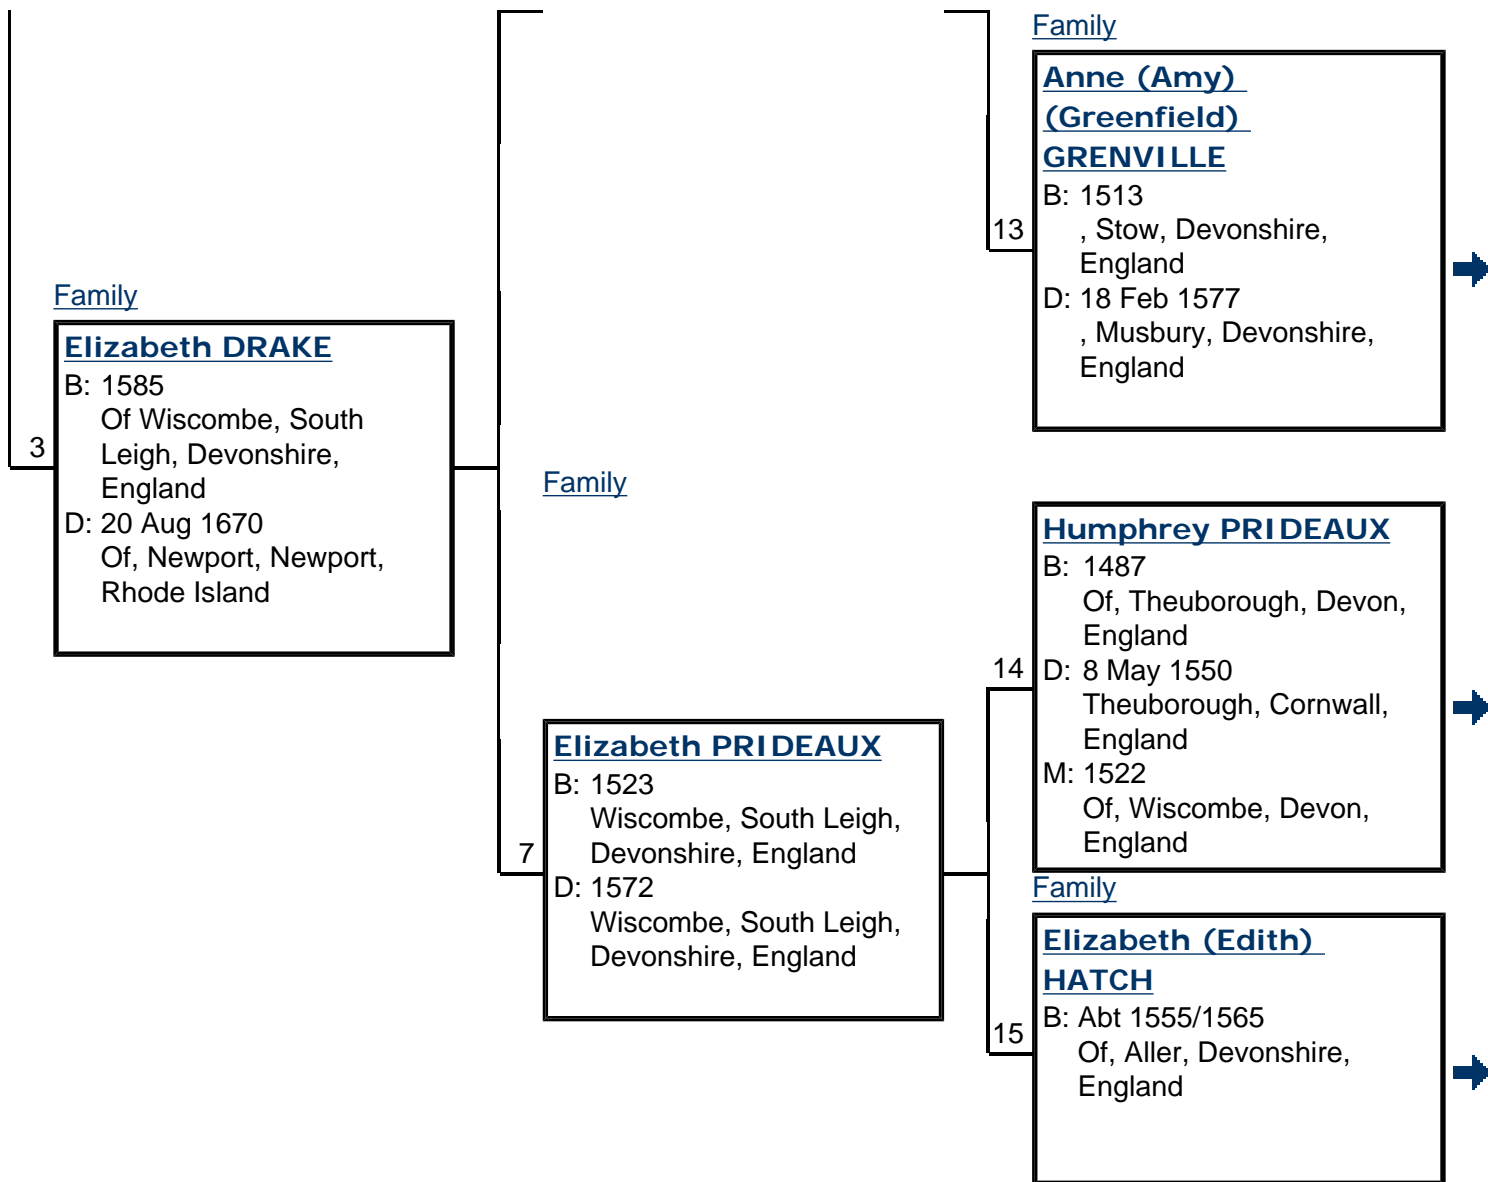 Family
Anne (Amy)
(Greenfield)
GRENVILLE
B: 1513
, Stow, Devonshire,
England
D: 18 Feb 1577
, Musbury, Devonshire,
England
13
Family
Elizabeth DRAKE
B: 1585
Of Wiscombe, South
Leigh, Devonshire,
England
D: 20 Aug 1670
Of, Newport, Newport,
Rhode Island
3
Family
Humphrey PRIDEAUX
B: 1487
Of, Theuborough, Devon,
England
D: 8 May 1550
Theuborough, Cornwall,
England
M: 1522
Of, Wiscombe, Devon,
England
14
Elizabeth PRIDEAUX
B: 1523
Wiscombe, South Leigh,
Devonshire, England
D: 1572
Wiscombe, South Leigh,
Devonshire, England
7
Family
Elizabeth (Edith)
HATCH
B: Abt 1555/1565
Of, Aller, Devonshire,
England
15